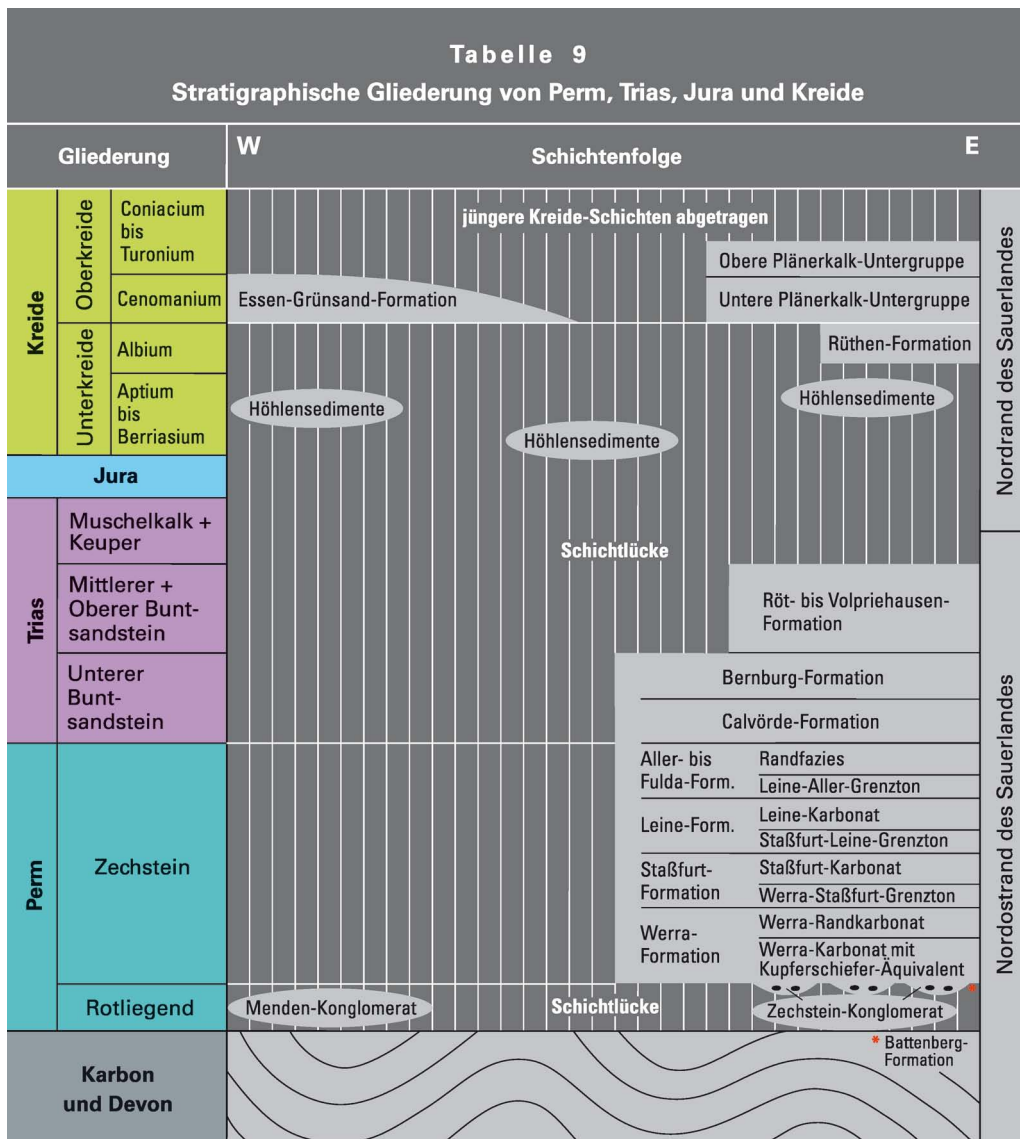 Tabelle 9
Stratigraphische Gliederung von Perm, Trias, Jura und Kreide
Gliederung
W
Schichtenfolge
E
Kreide
Oberkreide
Coniacium
bis
Turonium
Cenomanium
Unterkreide
Albium
Aptium
bis
Berriasium
jüngere Kreide-Schichten abgetragen
Obere Plänerkalk-Untergruppe
Essen-Grünsand-Formation
Untere Plänerkalk-Untergruppe
Rüthen-Formation
Höhlensedimente
Höhlensedimente
Höhlensedimente
Nordrand des Sauerlandes
Jura
Trias
Muschelkalk +
Keuper
Schichtlücke
Mittlerer +
Oberer Bunt-
sandstein
Röt- bis Volpriehausen-
Formation
Unterer
Bunt-
sandstein
Bernburg-Formation
Calvörde-Formation
Nordostrand des Sauerlandes
Perm
Zechstein
Aller- bis
Fulda-Form.
Randfazies
Leine-Aller-Grenzton
Leine-Form.
Leine-Karbonat
Staßfurt-Leine-Grenzton
Staßfurt-
Formation
Staßfurt-Karbonat
Werra-Staßfurt-Grenzton
Werra-
Formation
Werra-Randkarbonat
Werra-Karbonat mit
Kupferschiefer-Äquivalent
*
Rotliegend
Menden-Konglomerat
Schichtlücke
Zechstein-Konglomerat
* Battenberg-
Formation
Karbon
und Devon